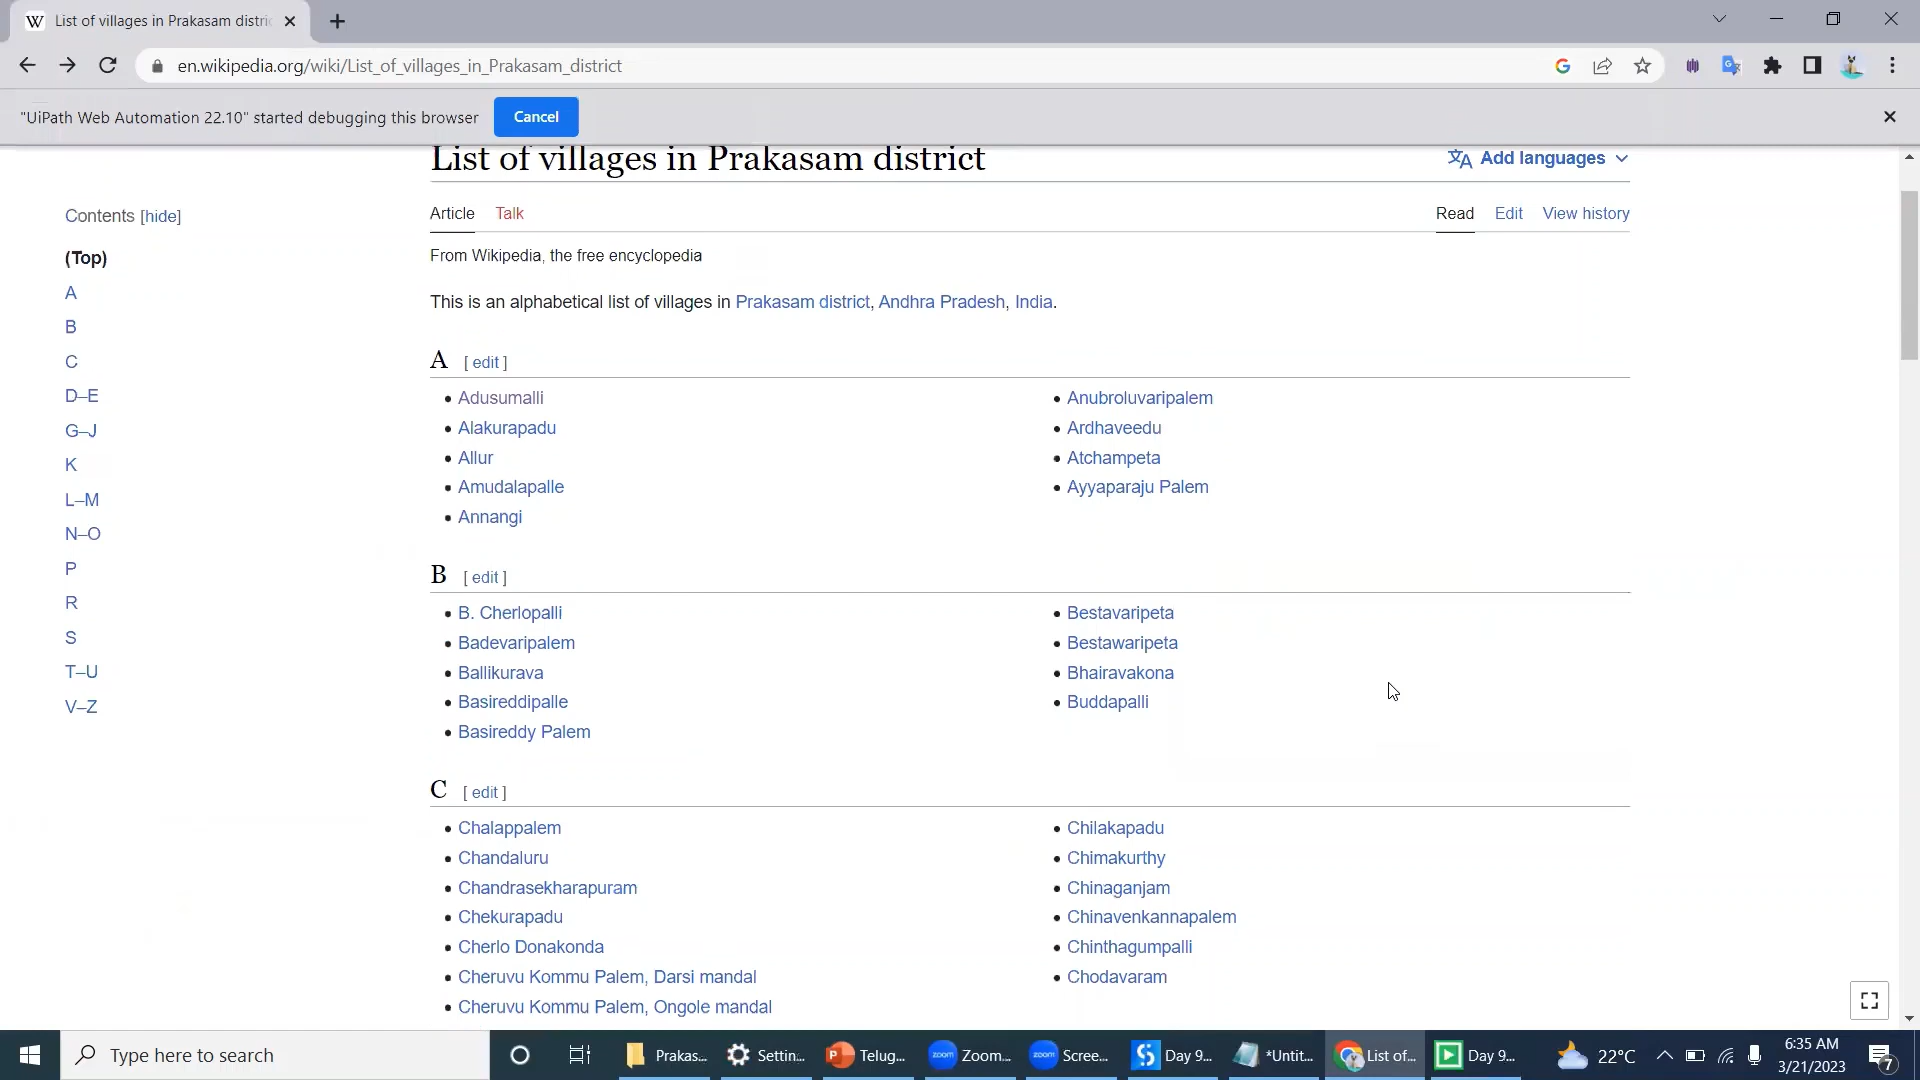 W List of villages in Prakasam distri
en.wikipedia.org/wiki/List_of_villages_in_Prakasam_district
"UiPath Web Automation 22.10" started debugging this browser
Cancel
List of villages in Prakasam district
Add languages
Contents [hide]
(Top)
A
B
C
D–E
G–J
K
L–M
N–O
P
R
S
T–U
V–Z
Article Talk
Read Edit View history
From Wikipedia, the free encyclopedia
This is an alphabetical list of villages in Prakasam district, Andhra Pradesh, India.
A [ edit ]
• Adusumalli
• Alakurapadu
• Allur
• Amudalapalle
• Annangi
• Anubroluvaripalem
• Ardhaveedu
• Atchampeta
• Ayyaparaju Palem
B [ edit ]
• B. Cherlopalli
• Badevaripalem
• Ballikurava
• Basireddipalle
• Basireddy Palem
• Bestavaripeta
• Bestawaripeta
• Bhairavakona
• Buddapalli
C [ edit ]
• Chalappalem
• Chandaluru
• Chandrasekharapuram
• Chekurapadu
• Cherlo Donakonda
• Cheruvu Kommu Palem, Darsi mandal
• Cheruvu Kommu Palem, Ongole mandal
• Chilakapadu
• Chimakurthy
• Chinaganjam
• Chinavenkannapalem
• Chinthagumpalli
• Chodavaram
Type here to search
Prakas...
Settin...
Telug...
zoom Zoom...
zoom Scree...
Day 9...
*Untit...
List of...
Day 9...
22°C
6:35 AM
3/21/2023
7